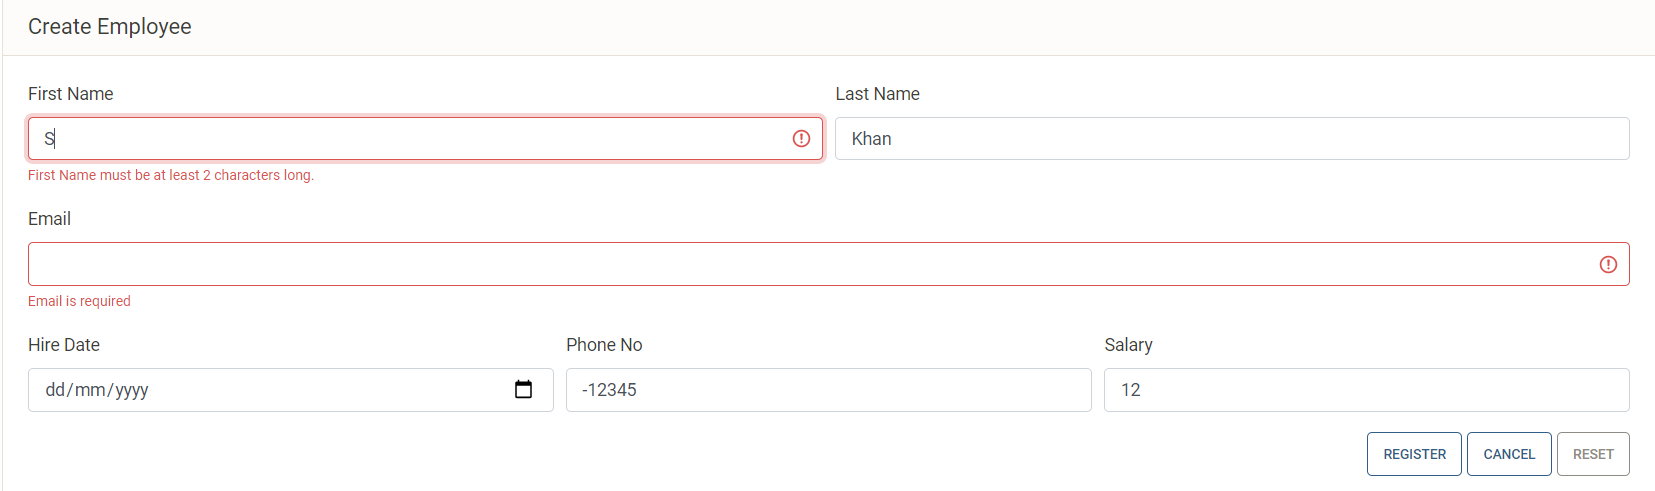 Create Employee
First Name
Last Name
S
Khan
First Name must be at least 2 characters long.
Email
Email is required
Hire Date
Phone No
Salary
dd/mm/yyyy
-12345
12
REGISTER
CANCEL
RESET